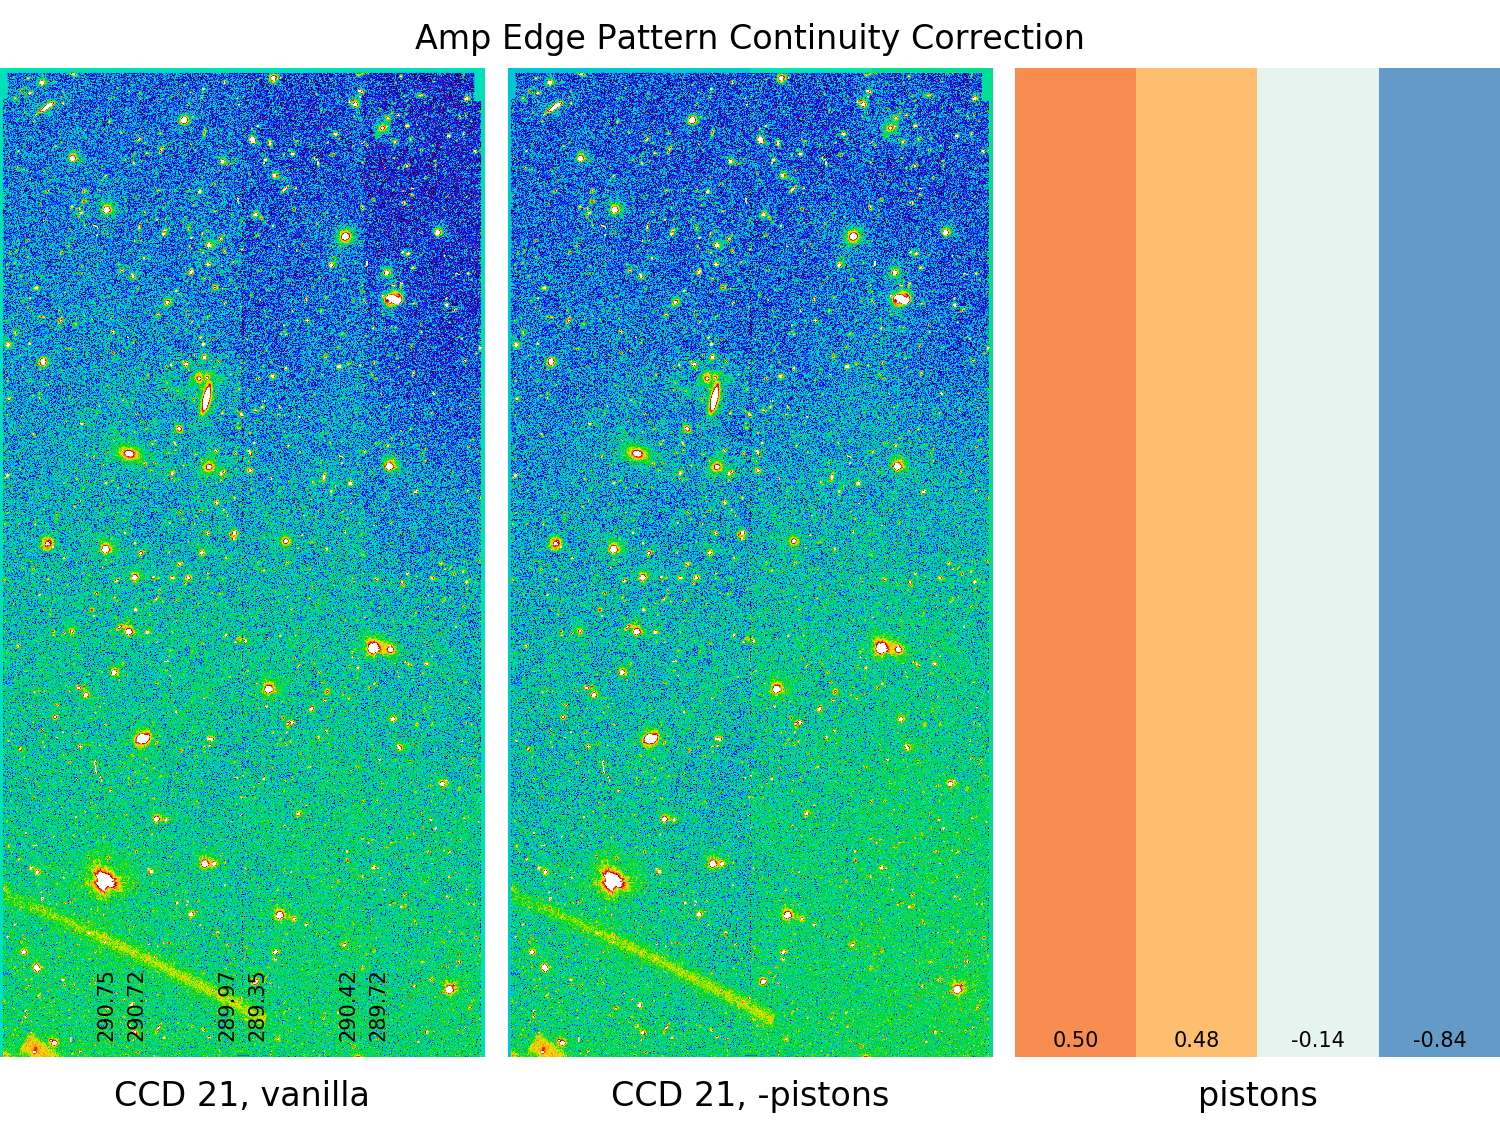 Amp Edge Pattern Continuity Correction
290.75
290.72
289.97
289.35
290.42
289.72
0.50 0.48 -0.14 -0.84
CCD 21, vanilla
CCD 21, -pistons
pistons